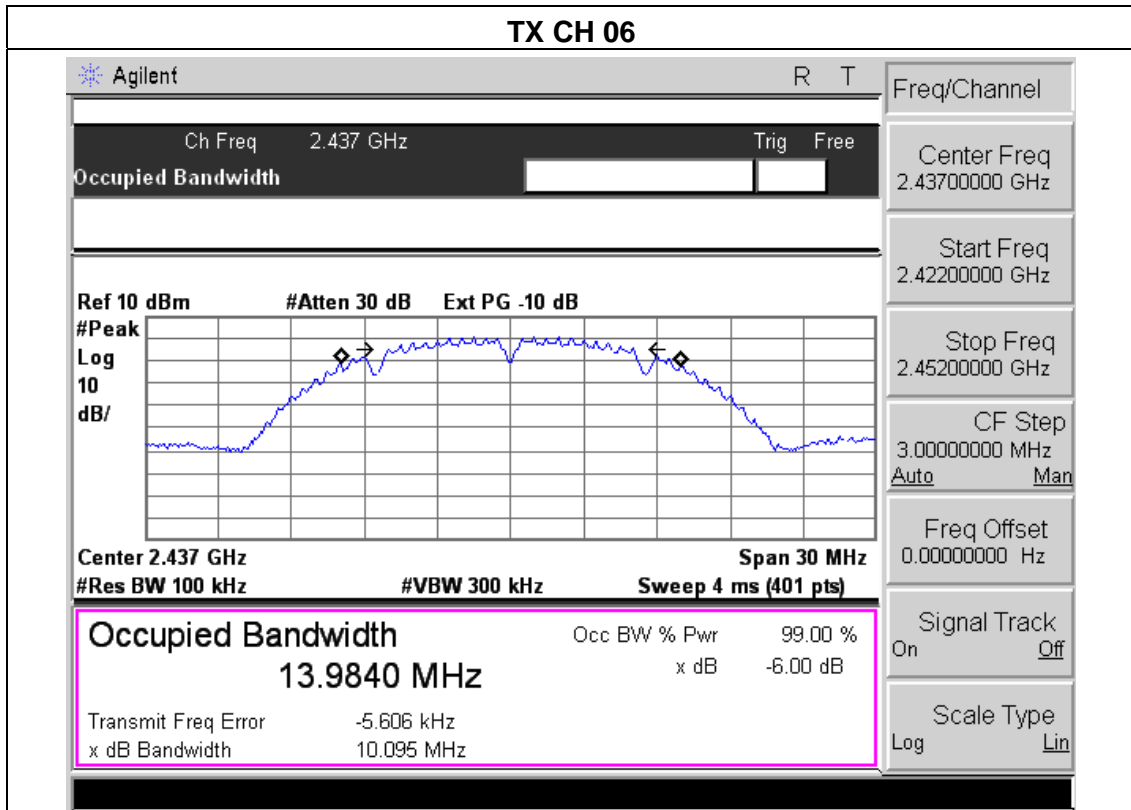 TX CH 06
Agilent R T
Ch Freq 2.437 GHz Trig Free
Occupied Bandwidth
Ref 10 dBm #Atten 30 dB Ext PG -10 dB
#Peak
Log
10
dB/
Center 2.437 GHz Span 30 MHz
#Res BW 100 kHz #VBW 300 kHz Sweep 4 ms (401 pts)
Occupied Bandwidth Occ BW % Pwr 99.00 %
13.9840 MHz x dB -6.00 dB
Transmit Freq Error -5.606 kHz
x dB Bandwidth 10.095 MHz
Freq/Channel
Center Freq
2.43700000 GHz
Start Freq
2.42200000 GHz
Stop Freq
2.45200000 GHz
CF Step
3.00000000 MHz
Auto Man
Freq Offset
0.00000000 Hz
Signal Track
On Off
Scale Type
Log Lin